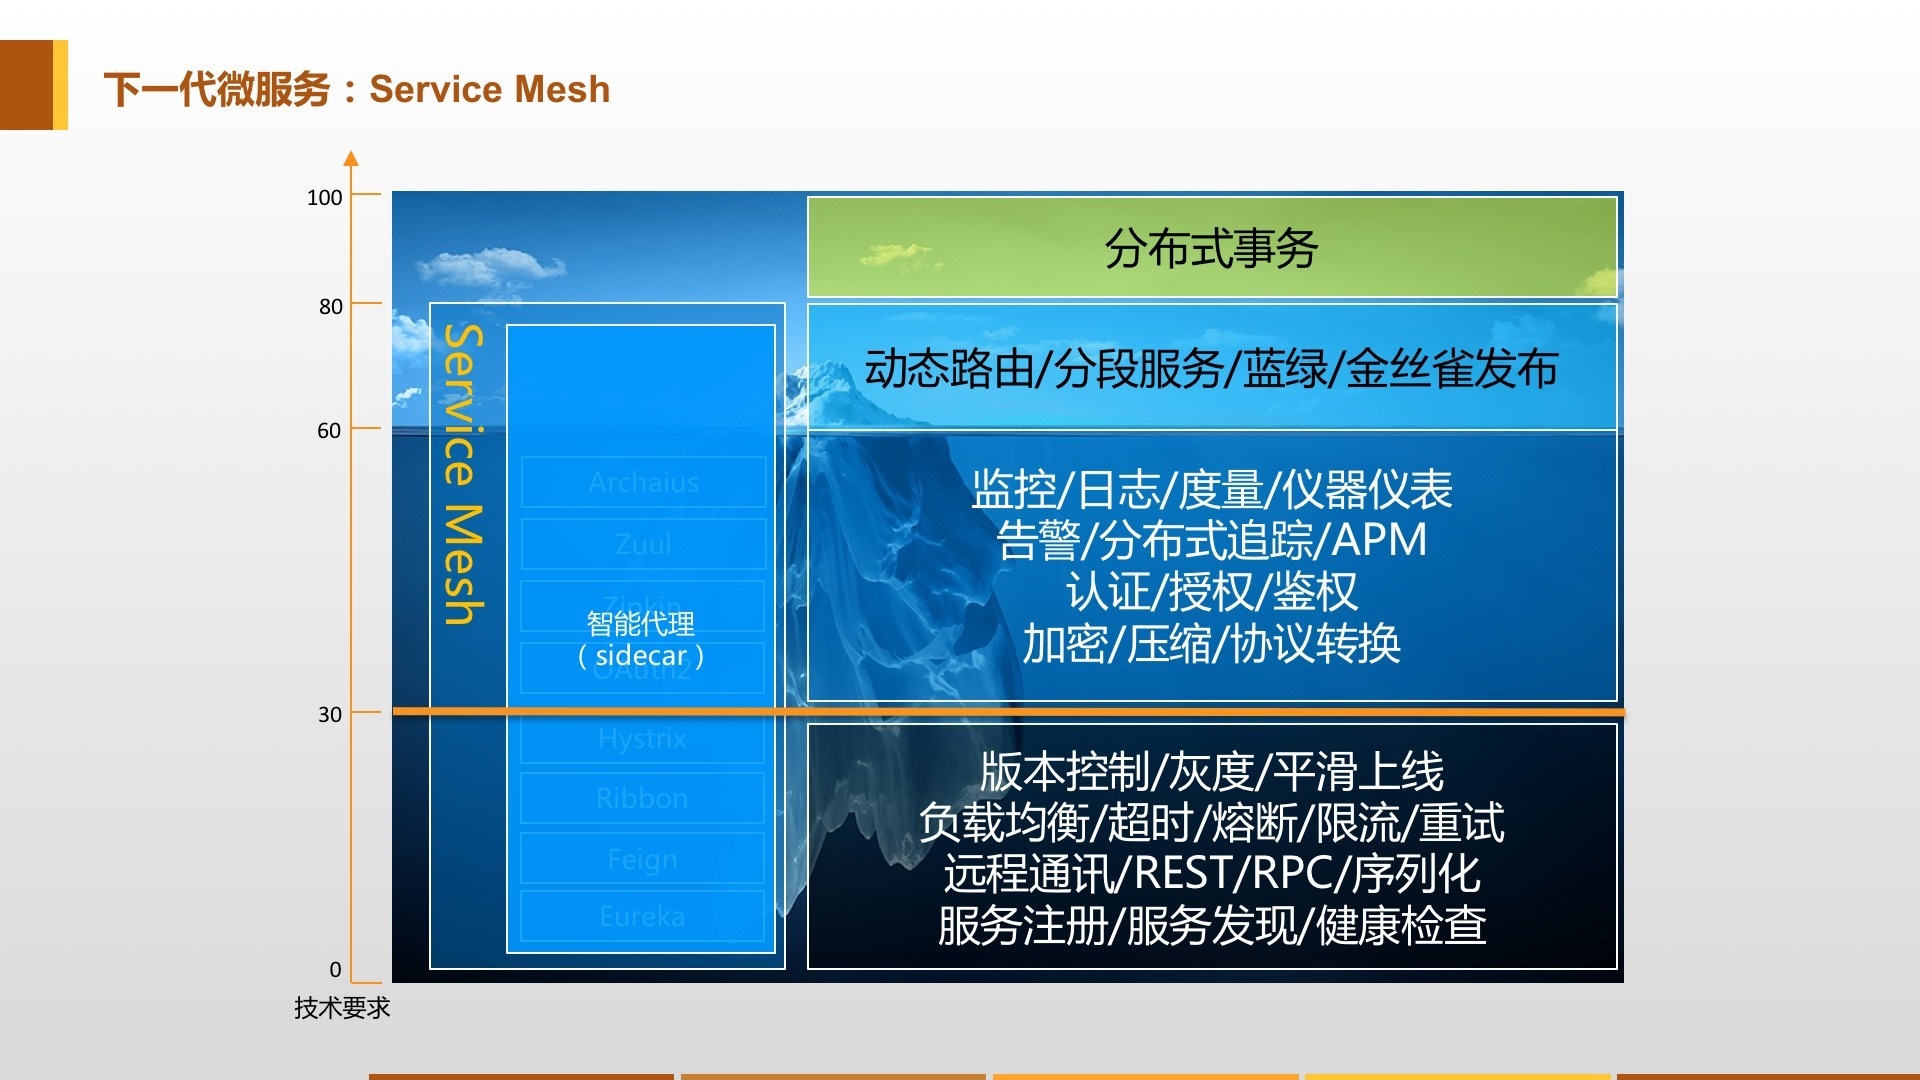 下一代微服务：Service Mesh
100
80
60
30
0
技术要求
Service Mesh
Archaius
Zuul
Zipkin
智能代理
（sidecar）
OAuth2
Hystrix
Ribbon
Feign
Eureka
分布式事务
动态路由/分段服务/蓝绿/金丝雀发布
监控/日志/度量/仪器仪表
告警/分布式追踪/APM
认证/授权/鉴权
加密/压缩/协议转换
版本控制/灰度/平滑上线
负载均衡/超时/熔断/限流/重试
远程通讯/REST/RPC/序列化
服务注册/服务发现/健康检查